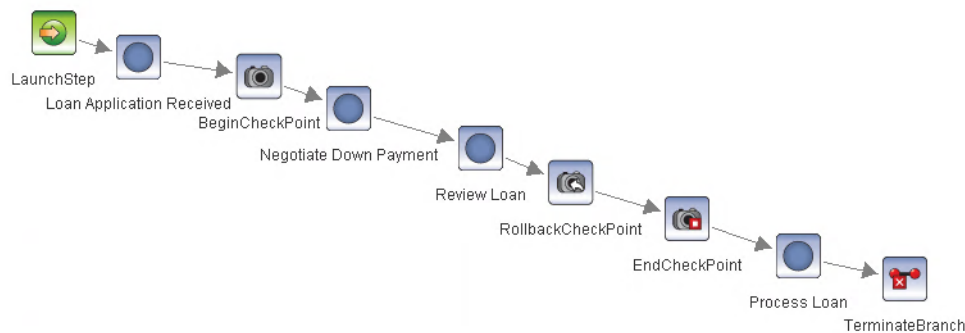 LaunchStep
Loan Application Received
BeginCheckPoint
Negotiate Down Payment
Review Loan
RollbackCheckPoint
EndCheckPoint
Process Loan
TerminateBranch